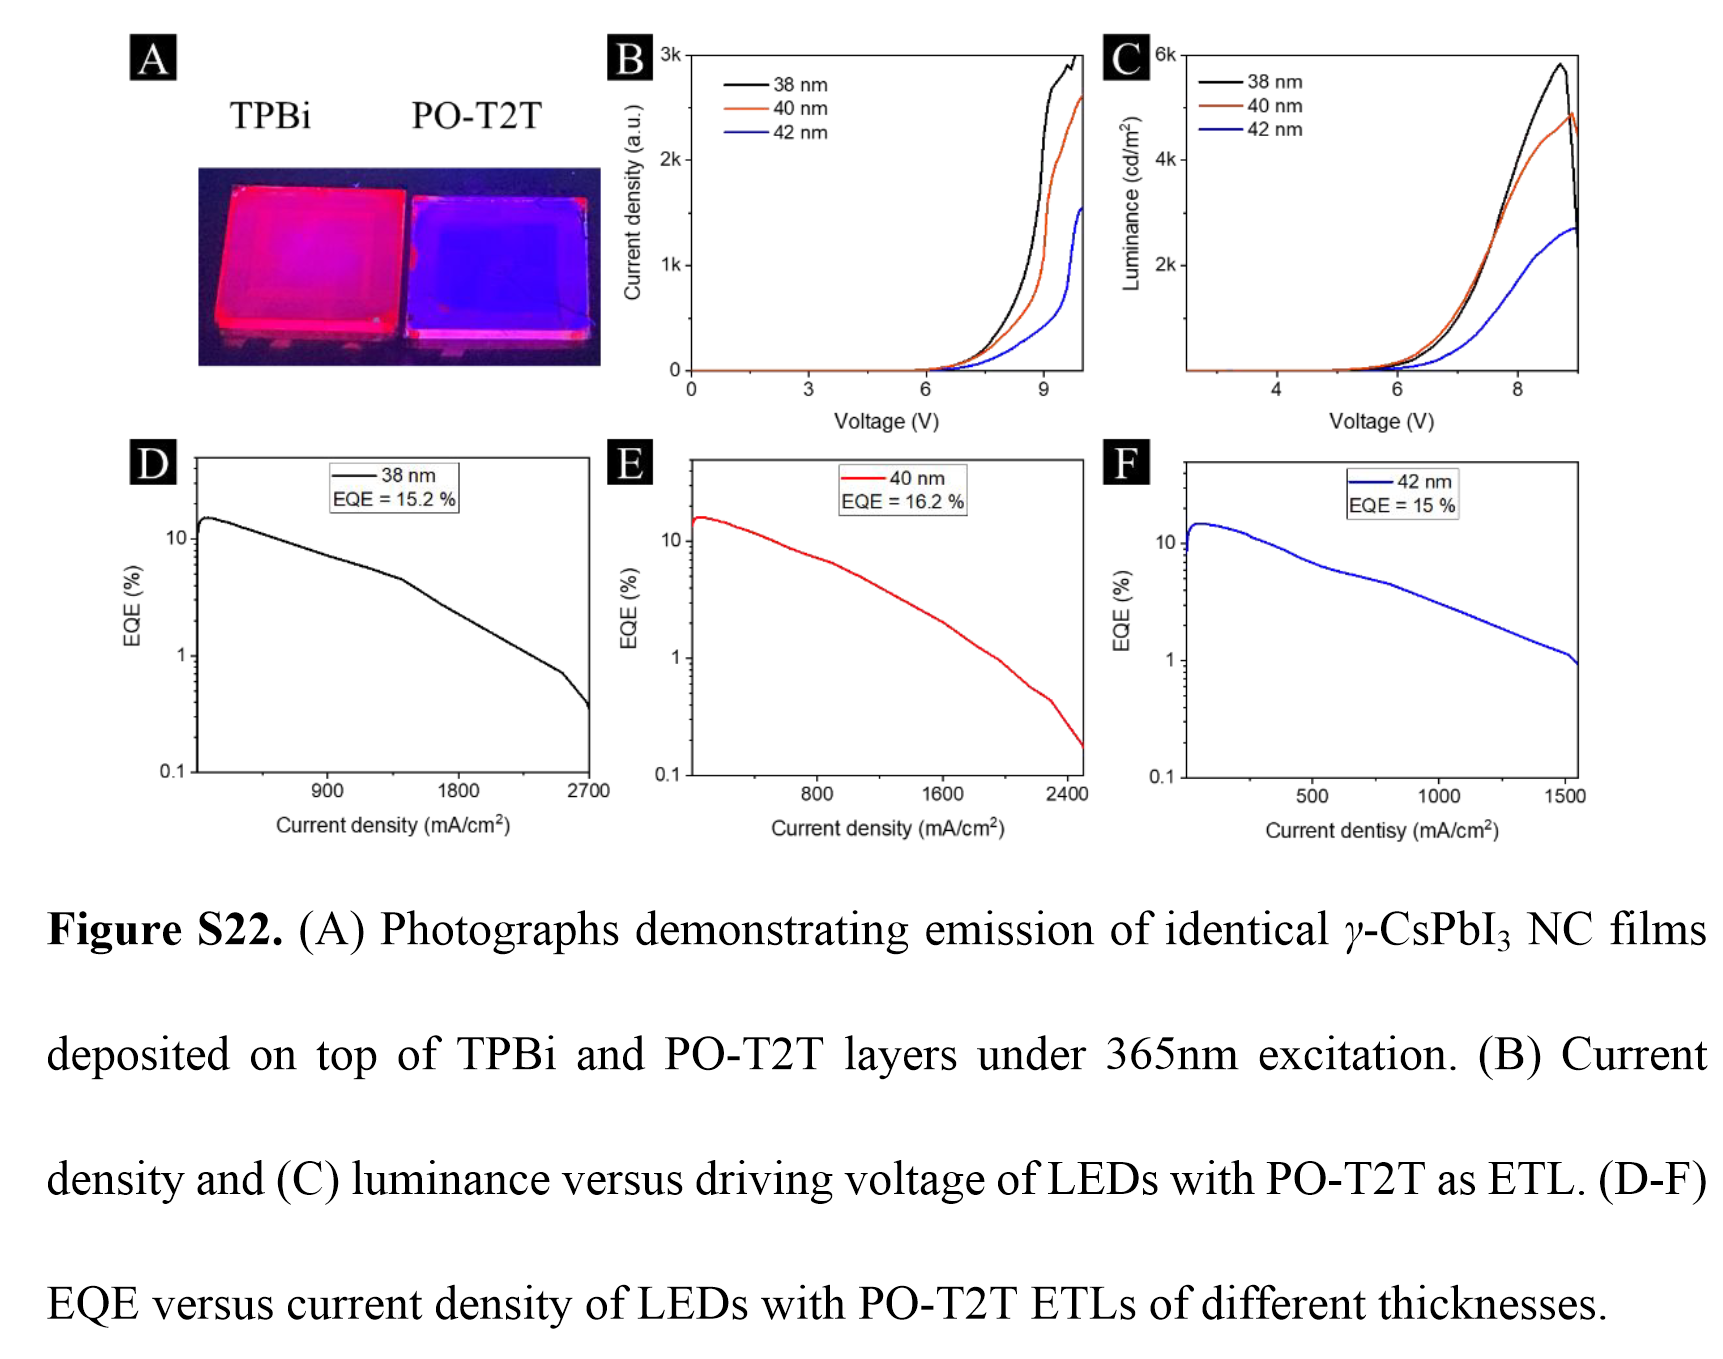 A
TPBi PO-T2T
B
3k
2k
1k
0
0 3 6 9
Current density (a.u.)
Voltage (V)
38 nm
40 nm
42 nm
C
6k
4k
2k
4 6 8
Luminance (cd/m²)
Voltage (V)
38 nm
40 nm
42 nm
D
38 nm
EQE = 15.2 %
10
1
0.1
900 1800 2700
EQE (%)
Current density (mA/cm²)
E
40 nm
EQE = 16.2 %
10
1
0.1
800 1600 2400
EQE (%)
Current density (mA/cm²)
F
42 nm
EQE = 15 %
10
1
0.1
500 1000 1500
EQE (%)
Current dentisy (mA/cm²)
Figure S22. (A) Photographs demonstrating emission of identical γ-CsPbI₃ NC films
deposited on top of TPBi and PO-T2T layers under 365nm excitation. (B) Current
density and (C) luminance versus driving voltage of LEDs with PO-T2T as ETL. (D-F)
EQE versus current density of LEDs with PO-T2T ETLs of different thicknesses.